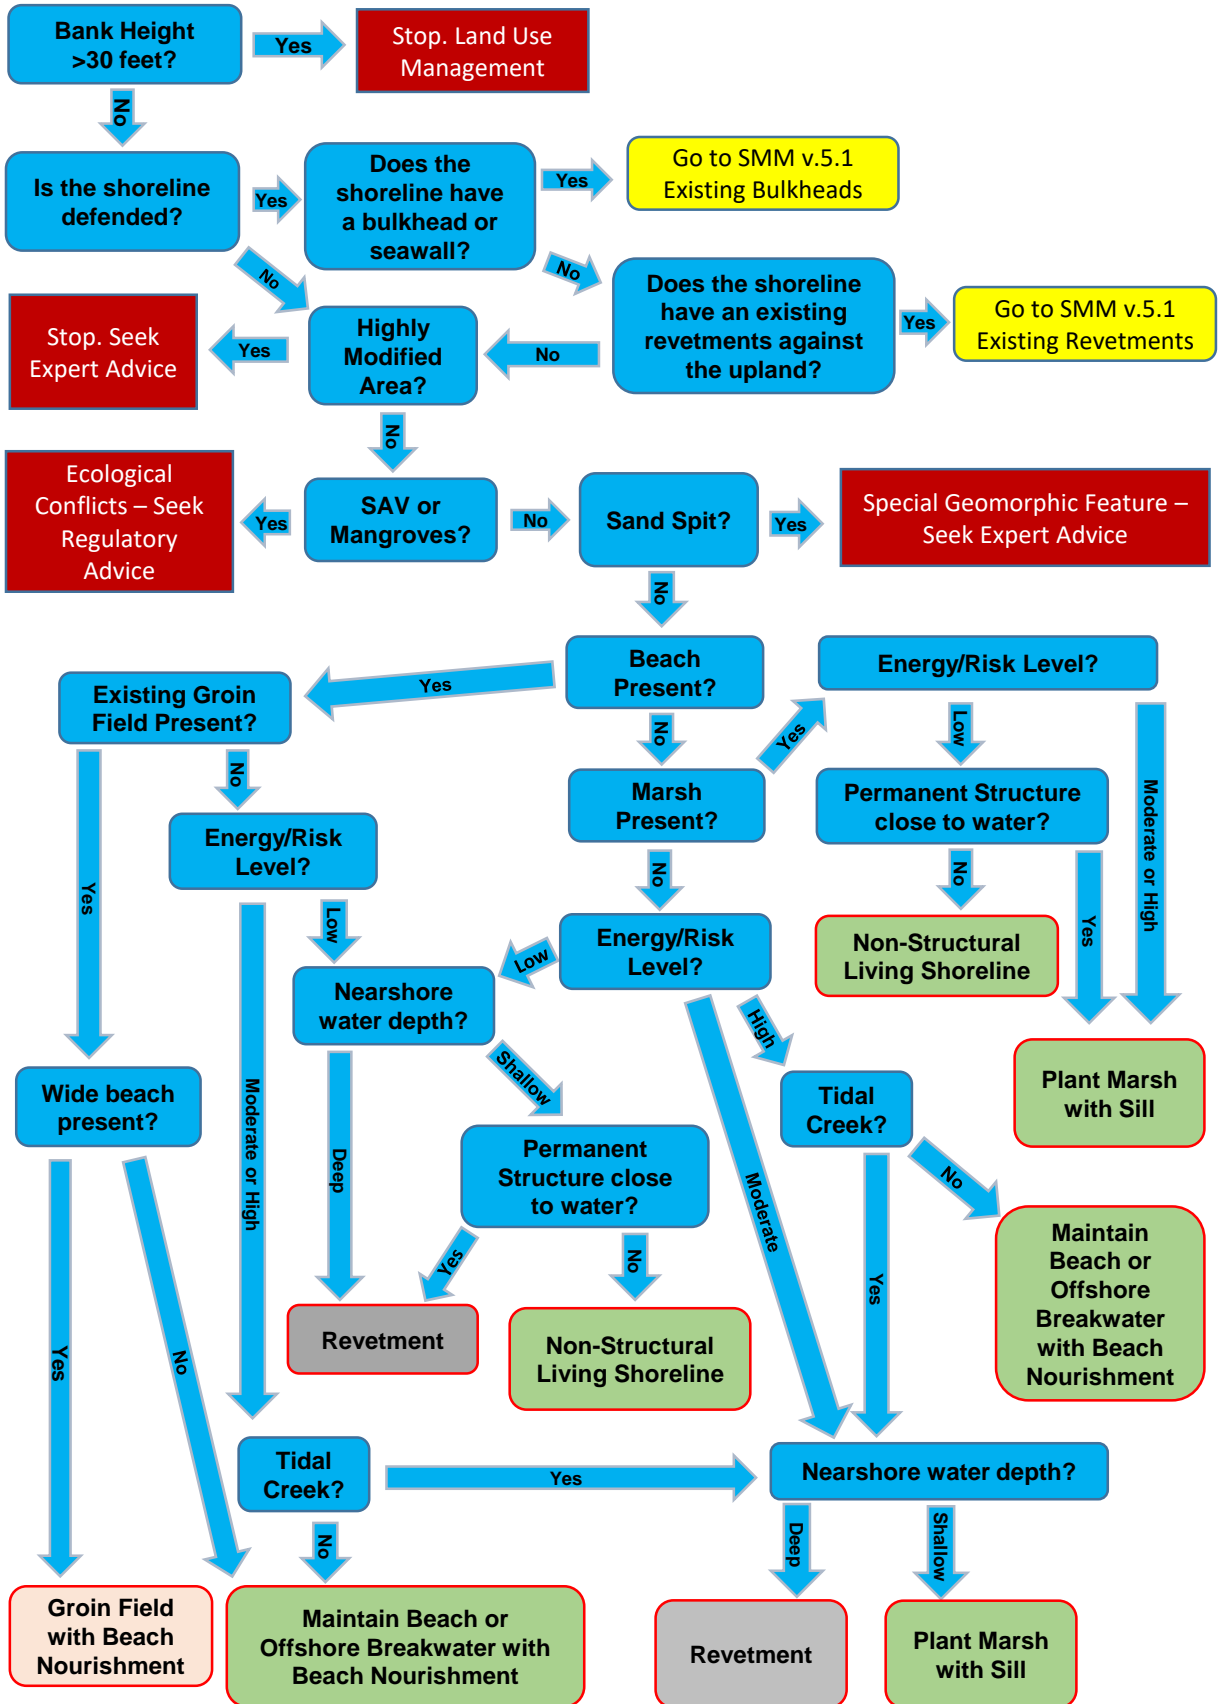 Bank Height
>30 feet?
Yes
Stop. Land Use
Management
No
Is the shoreline
defended?
Yes
Does the
shoreline have
a bulkhead or
seawall?
Yes
Go to SMM v.5.1
Existing Bulkheads
No
No
Does the shoreline
have an existing
revetments against
the upland?
Yes
Go to SMM v.5.1
Existing Revetments
Stop. Seek
Expert Advice
Yes
Highly
Modified
Area?
No
No
Ecological
Conflicts – Seek
Regulatory
Advice
Yes
SAV or
Mangroves?
No
Sand Spit?
Yes
Special Geomorphic Feature –
Seek Expert Advice
No
Beach
Present?
Yes
Existing Groin
Field Present?
No
Energy/Risk Level?
Yes
Low
Moderate or High
No
Marsh
Present?
Permanent Structure
close to water?
Energy/Risk
Level?
Yes
No
No
Yes
Low
Energy/Risk
Level?
Low
Non-Structural
Living Shoreline
Nearshore
water depth?
High
Shallow
Wide beach
present?
Moderate or High
Deep
Permanent
Structure close
to water?
Moderate
Tidal
Creek?
Plant Marsh
with Sill
No
Yes
No
Yes
Maintain
Beach or
Offshore
Breakwater
with Beach
Nourishment
Revetment
Non-Structural
Living Shoreline
Yes
No
Tidal
Creek?
Yes
Nearshore water depth?
No
Deep
Shallow
Groin Field
with Beach
Nourishment
Maintain Beach or
Offshore Breakwater with
Beach Nourishment
Revetment
Plant Marsh
with Sill